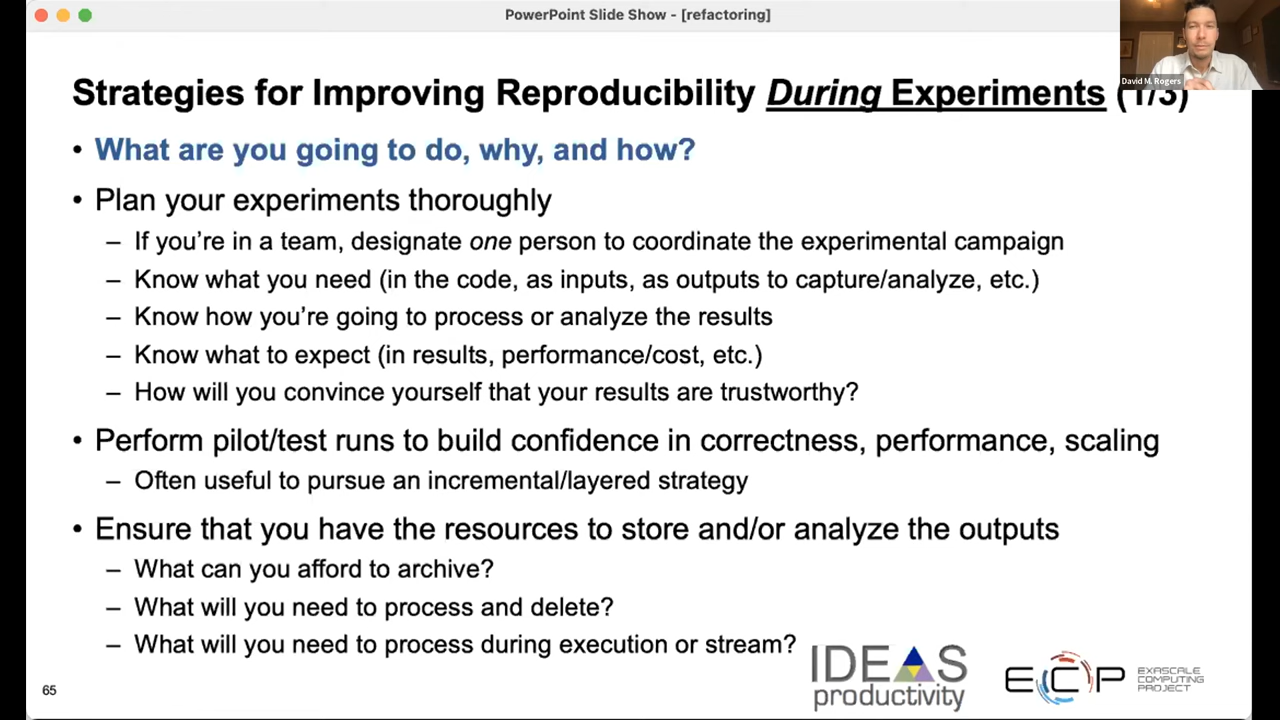 PowerPoint Slide Show - [refactoring]
David M. Rogers
Strategies for Improving Reproducibility During Experiments (1/3)
• What are you going to do, why, and how?
• Plan your experiments thoroughly
– If you’re in a team, designate one person to coordinate the experimental campaign
– Know what you need (in the code, as inputs, as outputs to capture/analyze, etc.)
– Know how you’re going to process or analyze the results
– Know what to expect (in results, performance/cost, etc.)
– How will you convince yourself that your results are trustworthy?
• Perform pilot/test runs to build confidence in correctness, performance, scaling
– Often useful to pursue an incremental/layered strategy
• Ensure that you have the resources to store and/or analyze the outputs
– What can you afford to archive?
– What will you need to process and delete?
– What will you need to process during execution or stream?
65
IDEAS
productivity
ECP
EXASCALE
COMPUTING
PROJECT